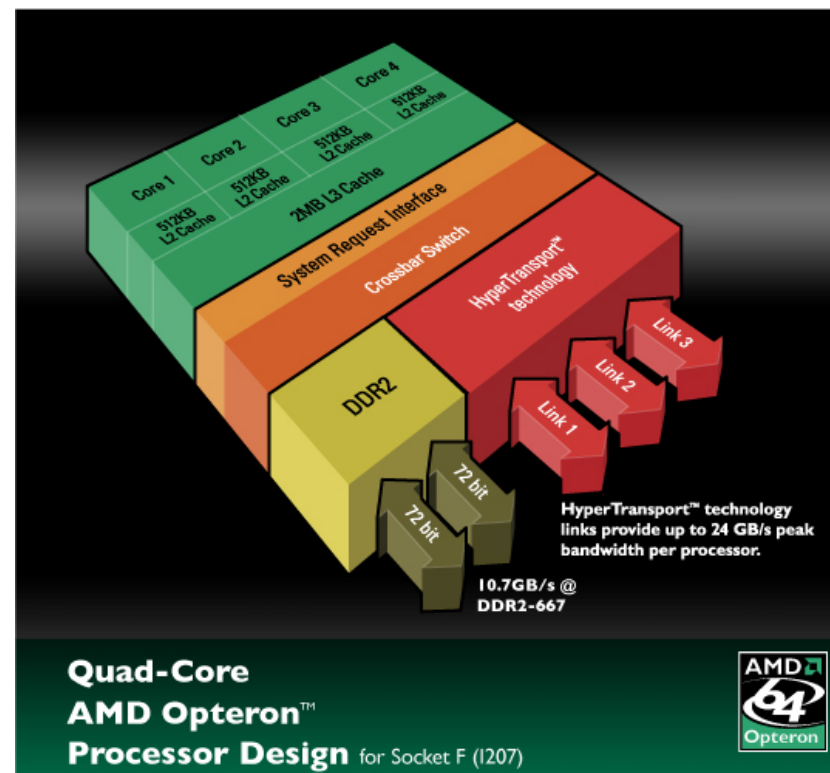 Core 1
Core 2
Core 3
Core 4
512KB
L2 Cache
512KB
L2 Cache
512KB
L2 Cache
512KB
L2 Cache
2MB L3 Cache
System Request Interface
Crossbar Switch
HyperTransport™
technology
DDR2
Link 1
Link 2
Link 3
72 bit
72 bit
HyperTransport™ technology
links provide up to 24 GB/s peak
bandwidth per processor.
10.7GB/s @
DDR2-667
Quad-Core
AMD Opteron™
Processor Design for Socket F (1207)
AMD
64
Opteron